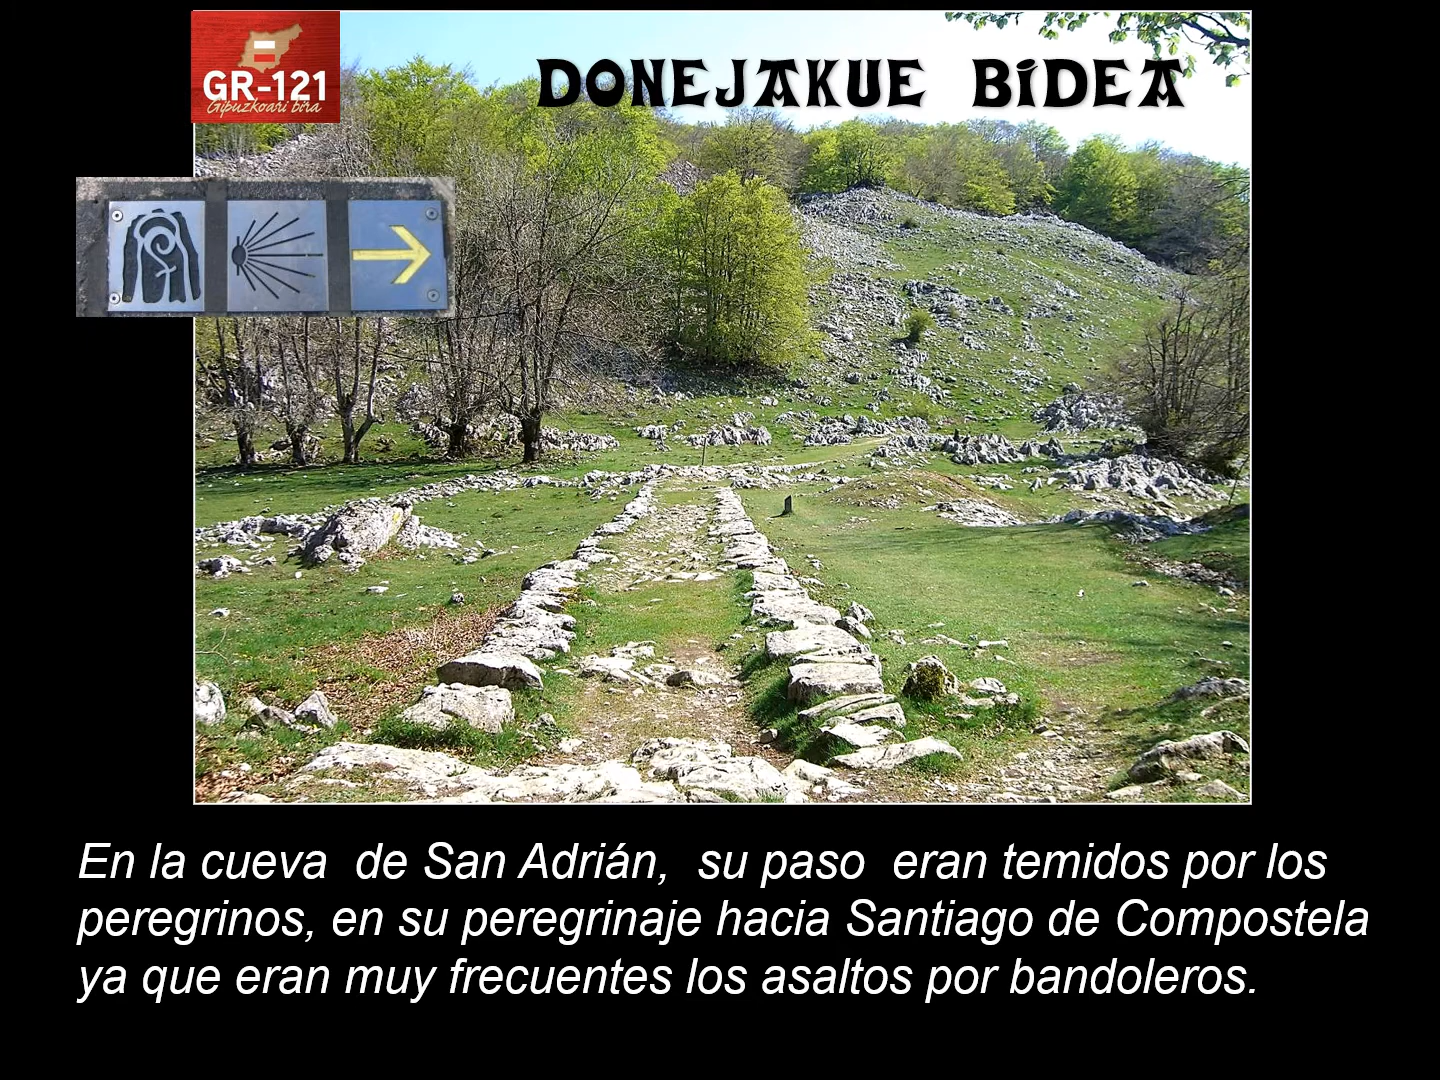 GR-121
Gipuzkoari bira
DONEJAKUE BIDEA
En la cueva de San Adrián, su paso eran temidos por los
peregrinos, en su peregrinaje hacia Santiago de Compostela
ya que eran muy frecuentes los asaltos por bandoleros.